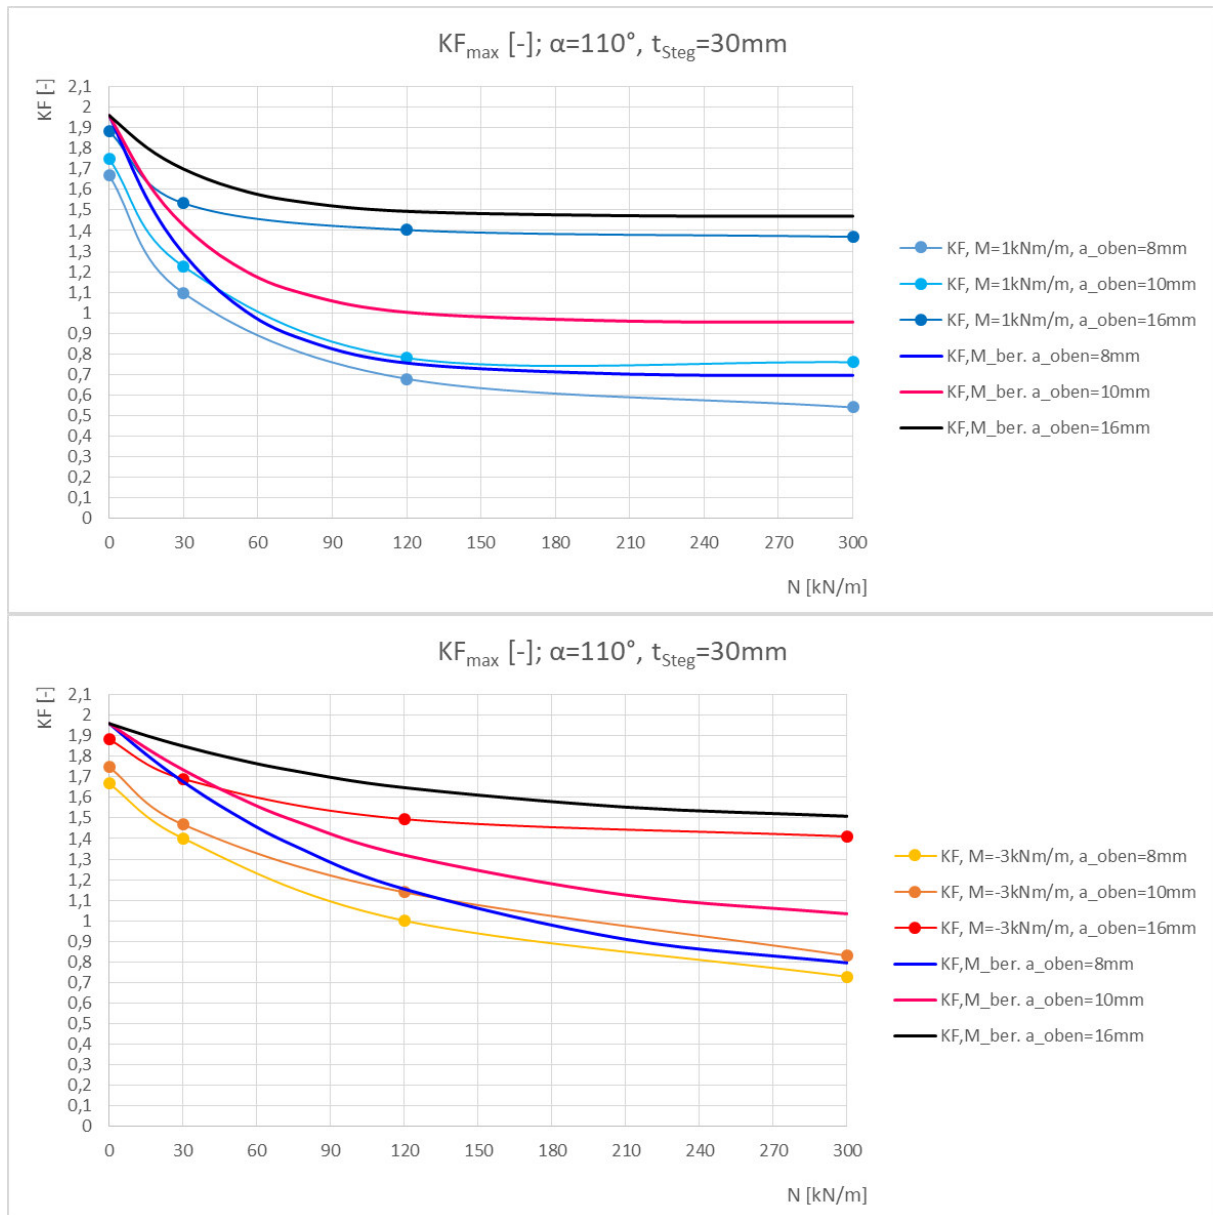 KFmax [-]; α=110°, tSteg=30mm
KF [-]
2,1
2
1,9
1,8
1,7
1,6
1,5
1,4
1,3
1,2
1,1
1
0,9
0,8
0,7
0,6
0,5
0,4
0,3
0,2
0,1
0
0 30 60 90 120 150 180 210 240 270 300
N [kN/m]
KF, M=1kNm/m, a_oben=8mm
KF, M=1kNm/m, a_oben=10mm
KF, M=1kNm/m, a_oben=16mm
KF,M_ber. a_oben=8mm
KF,M_ber. a_oben=10mm
KF,M_ber. a_oben=16mm
KFmax [-]; α=110°, tSteg=30mm
KF [-]
2,1
2
1,9
1,8
1,7
1,6
1,5
1,4
1,3
1,2
1,1
1
0,9
0,8
0,7
0,6
0,5
0,4
0,3
0,2
0,1
0
0 30 60 90 120 150 180 210 240 270 300
N [kN/m]
KF, M=-3kNm/m, a_oben=8mm
KF, M=-3kNm/m, a_oben=10mm
KF, M=-3kNm/m, a_oben=16mm
KF,M_ber. a_oben=8mm
KF,M_ber. a_oben=10mm
KF,M_ber. a_oben=16mm